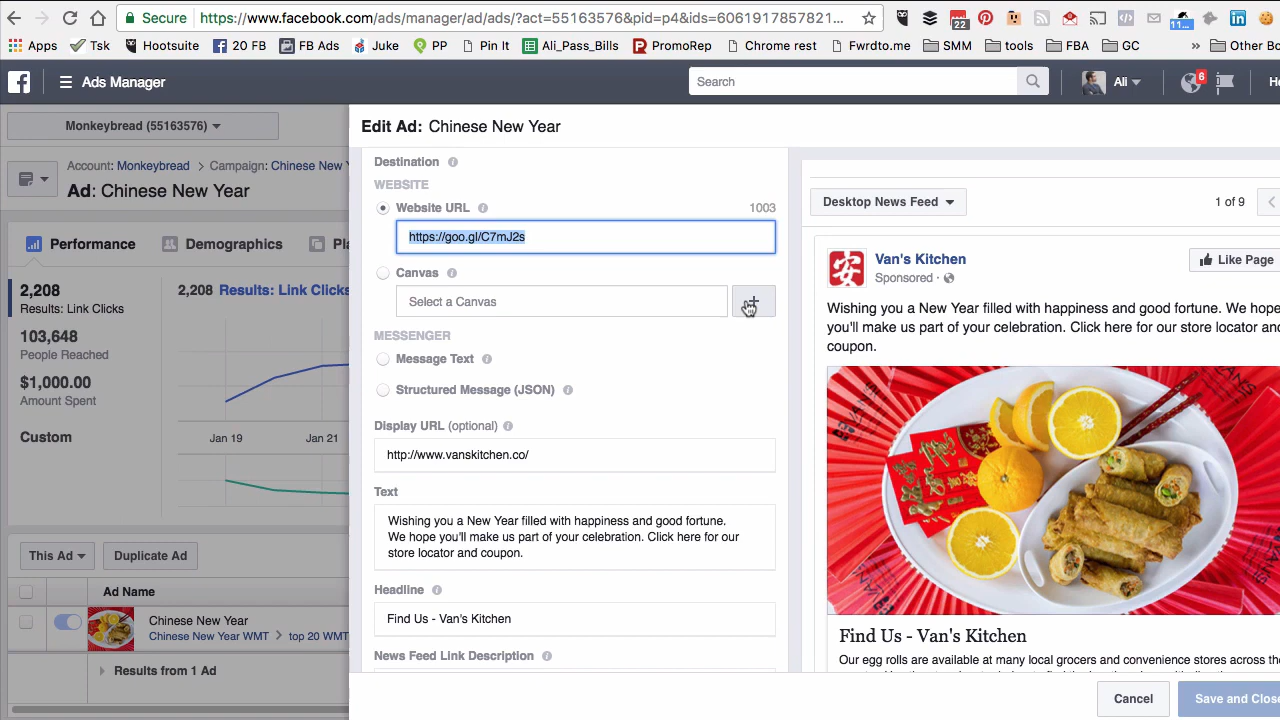 Secure https://www.facebook.com/ads/manager/ad/ads/?act=55163576&pid=p4&ids=6061917857821...
22
11...
Apps Tsk Hootsuite 20 FB FB Ads Juke PP Pin It Ali_Pass_Bills PromoRep Chrome rest Fwrdto.me SMM tools FBA GC » Other Bo
Ads Manager Search Ali 6
Monkeybread (55163576)
Edit Ad: Chinese New Year
Account: Monkeybread > Campaign: Chinese New Y
Ad: Chinese New Year
Performance Demographics Pla
2,208
Results: Link Clicks
2,208 Results: Link Clicks
103,648
People Reached
$1,000.00
Amount Spent
Custom
Jan 19 Jan 21
This Ad Duplicate Ad
Ad Name
Chinese New Year
Chinese New Year WMT > top 20 WMT
Results from 1 Ad
Destination
WEBSITE
Website URL 1003
https://goo.gl/C7mJ2s
Canvas
Select a Canvas
+
MESSENGER
Message Text
Structured Message (JSON)
Display URL (optional)
http://www.vanskitchen.co/
Text
Wishing you a New Year filled with happiness and good fortune.
We hope you'll make us part of your celebration. Click here for our
store locator and coupon.
Headline
Find Us - Van's Kitchen
News Feed Link Description
Desktop News Feed 1 of 9
安
Van's Kitchen
Sponsored ·
Like Page
Wishing you a New Year filled with happiness and good fortune. We hope
you'll make us part of your celebration. Click here for our store locator and
coupon.
VAN'S
Find Us - Van's Kitchen
Our egg rolls are available at many local grocers and convenience stores across the
Cancel Save and Close